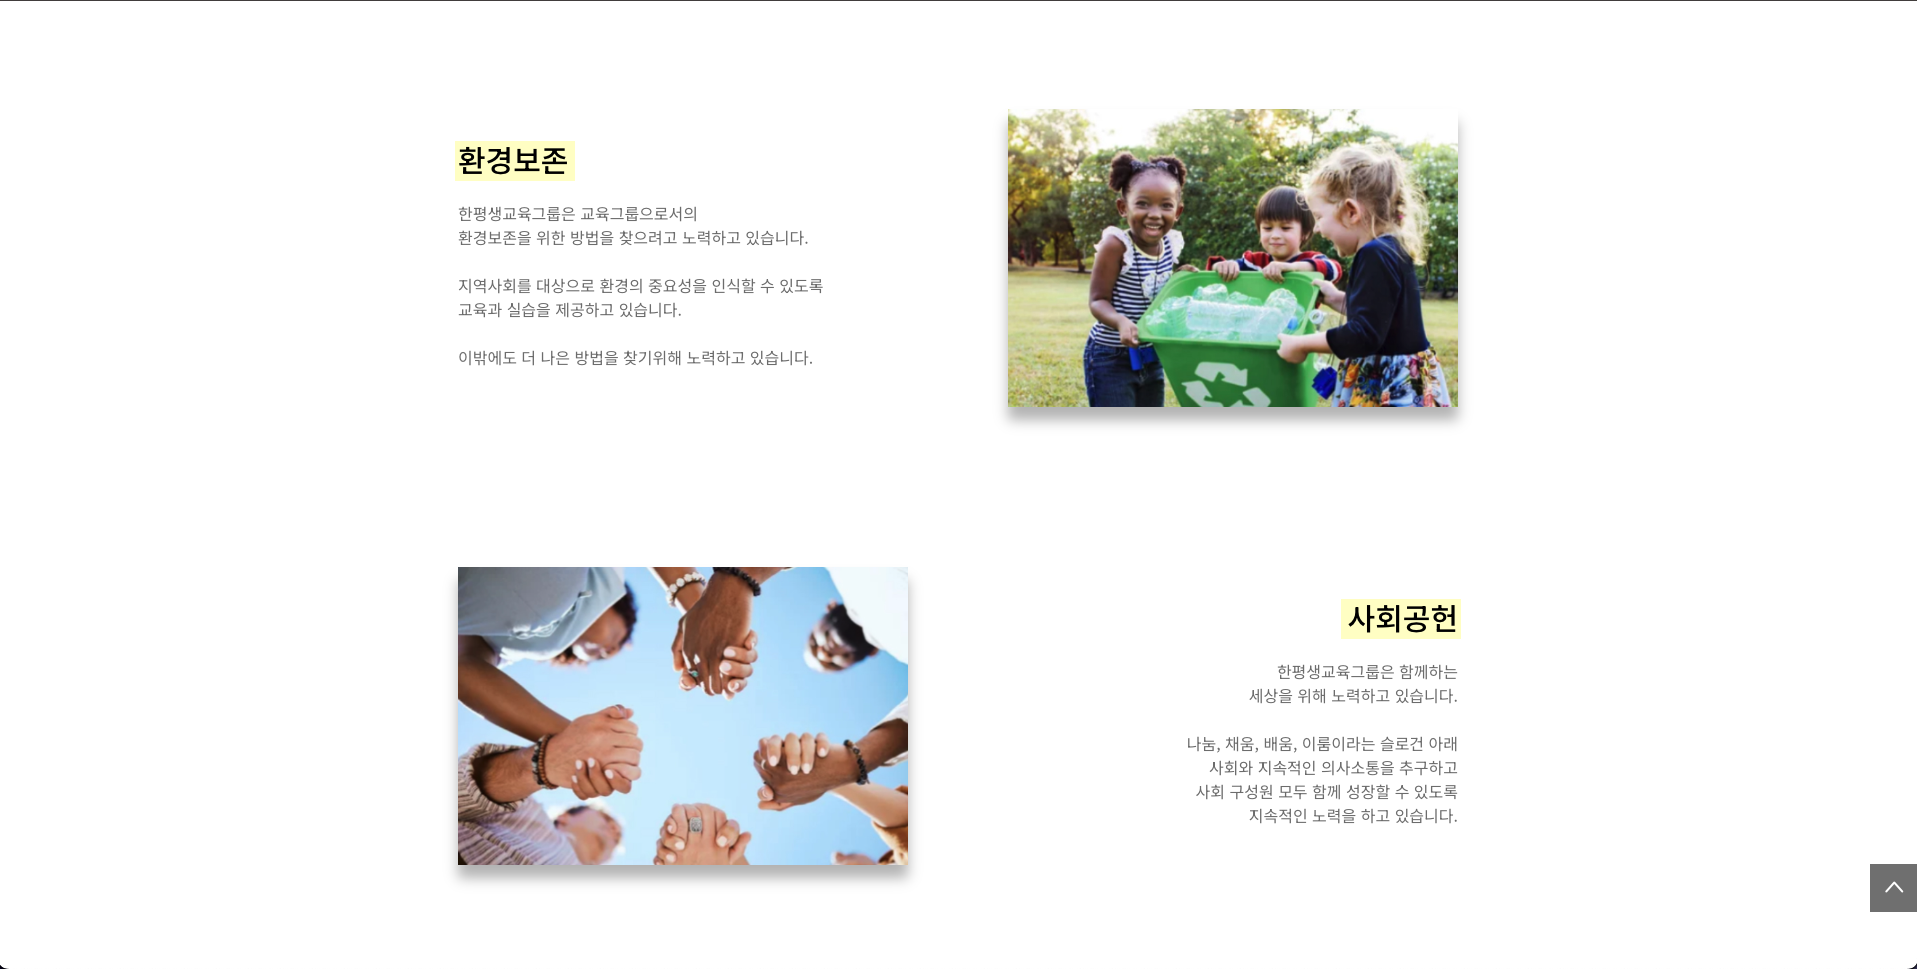 환경보존
한평생교육그룹은 교육그룹으로서의
환경보존을 위한 방법을 찾으려고 노력하고 있습니다.
지역사회를 대상으로 환경의 중요성을 인식할 수 있도록
교육과 실습을 제공하고 있습니다.
이밖에도 더 나은 방법을 찾기위해 노력하고 있습니다.
사회공헌
한평생교육그룹은 함께하는
세상을 위해 노력하고 있습니다.
나눔, 채움, 배움, 이룸이라는 슬로건 아래
사회와 지속적인 의사소통을 추구하고
사회 구성원 모두 함께 성장할 수 있도록
지속적인 노력을 하고 있습니다.